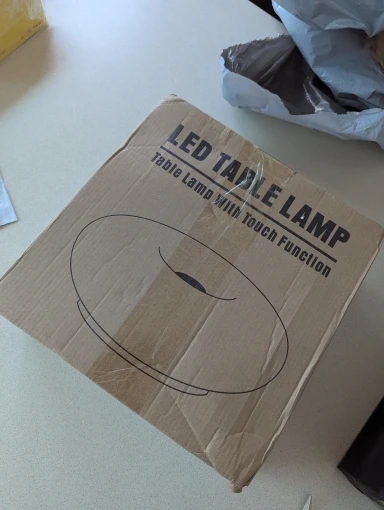 LED TABLE LAMP
Table Lamp With Touch Function